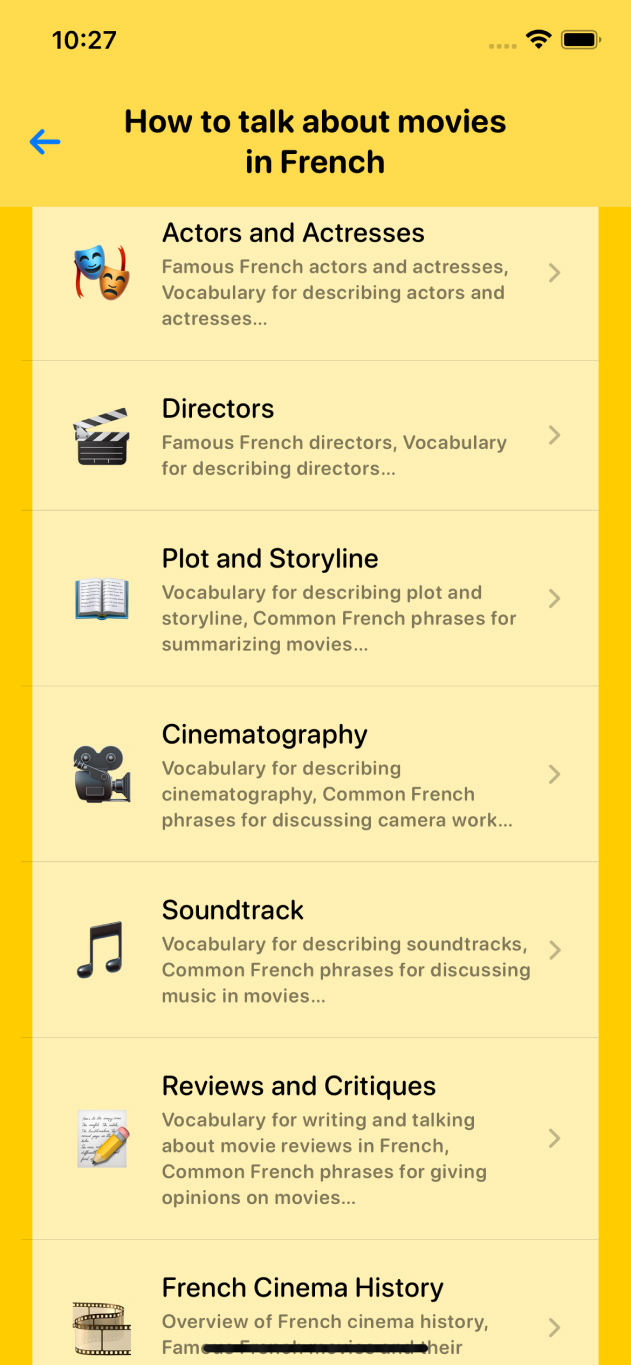 10:27
How to talk about movies
in French
Actors and Actresses
Famous French actors and actresses,
Vocabulary for describing actors and
actresses...
Directors
Famous French directors, Vocabulary
for describing directors...
Plot and Storyline
Vocabulary for describing plot and
storyline, Common French phrases for
summarizing movies...
Cinematography
Vocabulary for describing
cinematography, Common French
phrases for discussing camera work...
Soundtrack
Vocabulary for describing soundtracks,
Common French phrases for discussing
music in movies...
Reviews and Critiques
Vocabulary for writing and talking
about movie reviews in French,
Common French phrases for giving
opinions on movies...
French Cinema History
Overview of French cinema history,
Famous French movies and their